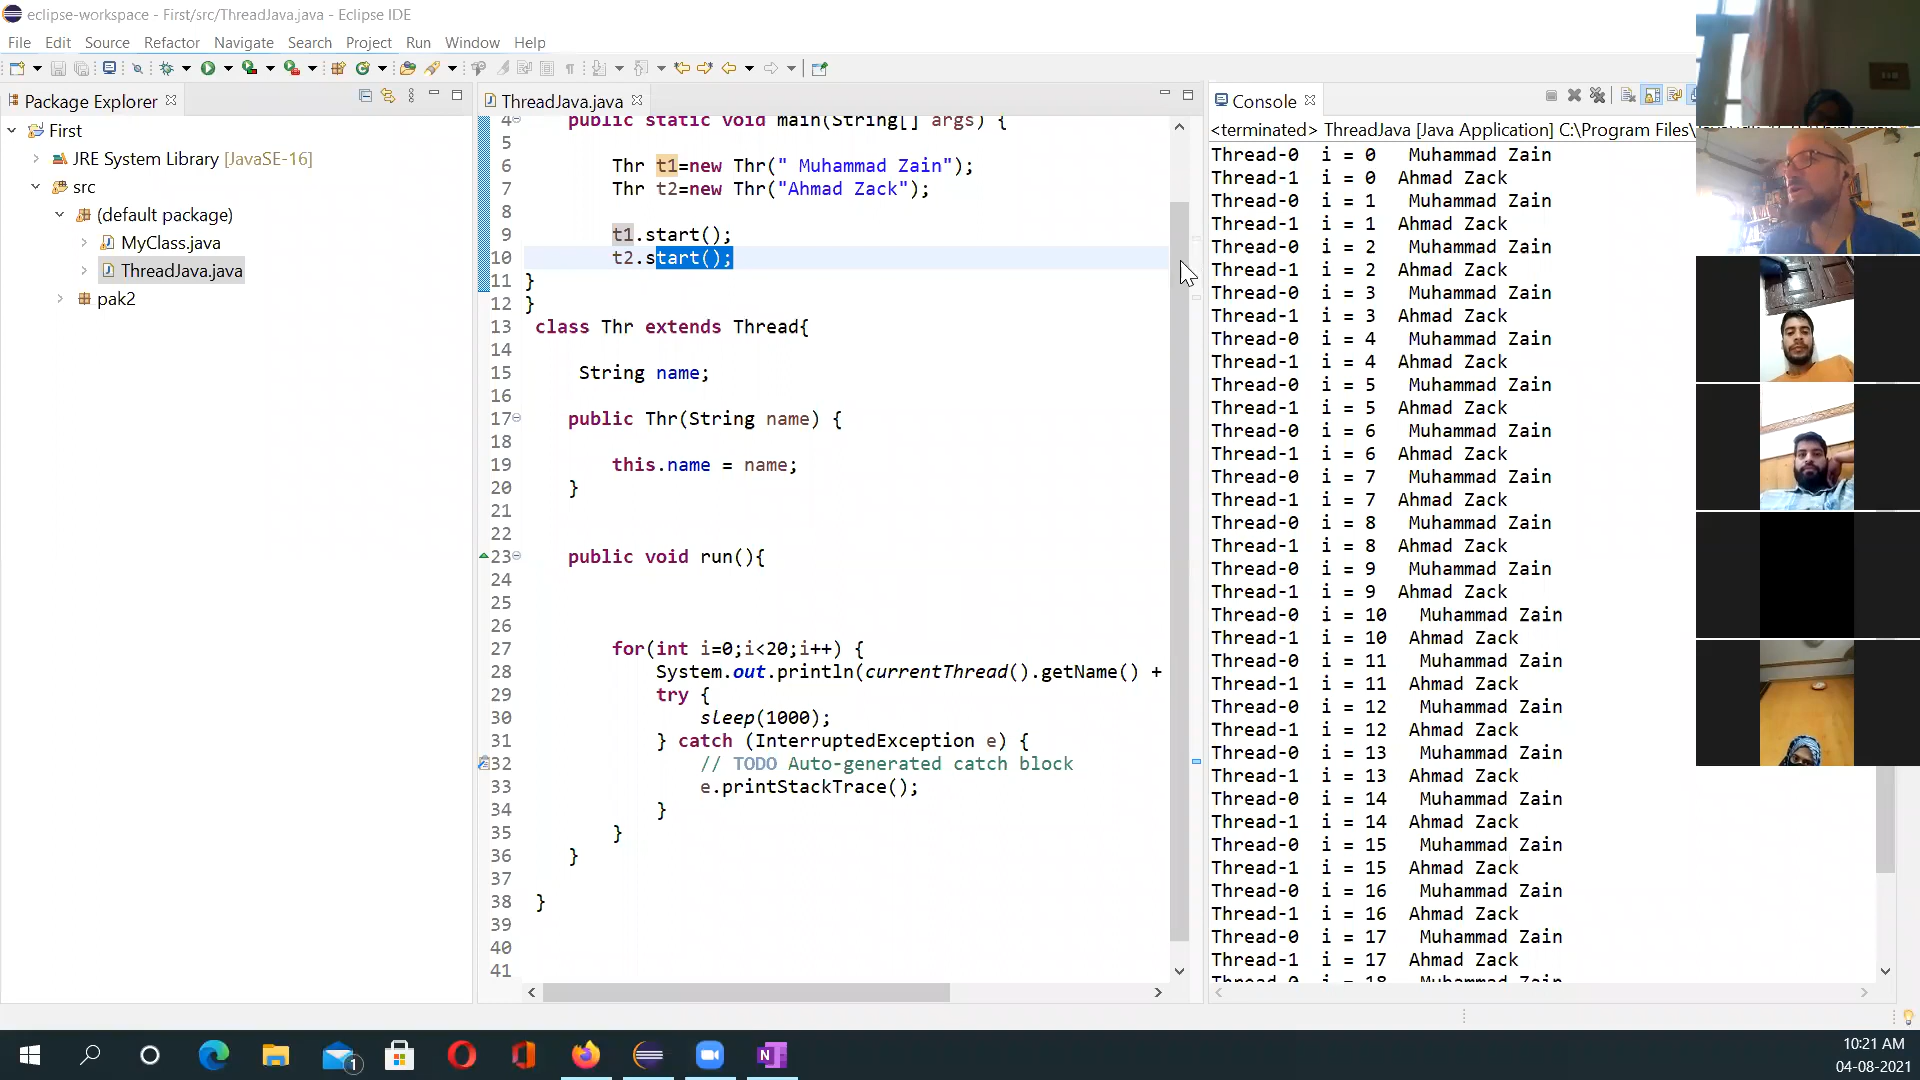 eclipse-workspace - First/src/ThreadJava.java - Eclipse IDE
File Edit Source Refactor Navigate Search Project Run Window Help
Package Explorer
First
JRE System Library [JavaSE-16]
src
(default package)
MyClass.java
ThreadJava.java
pak2
ThreadJava.java
4 public static void main(String[] args) {
5
6 Thr t1=new Thr(" Muhammad Zain");
7 Thr t2=new Thr("Ahmad Zack");
8
9 t1.start();
10 t2.start();
11 }
12 }
13 class Thr extends Thread{
14
15 String name;
16
17 public Thr(String name) {
18
19 this.name = name;
20 }
21
22
23 public void run(){
24
25
26
27 for(int i=0;i<20;i++) {
28 System.out.println(currentThread().getName() +
29 try {
30 sleep(1000);
31 } catch (InterruptedException e) {
32 // TODO Auto-generated catch block
33 e.printStackTrace();
34 }
35 }
36 }
37
38 }
39
40
41
Console
<terminated> ThreadJava [Java Application] C:\Program Files\
Thread-0 i = 0 Muhammad Zain
Thread-1 i = 0 Ahmad Zack
Thread-0 i = 1 Muhammad Zain
Thread-1 i = 1 Ahmad Zack
Thread-0 i = 2 Muhammad Zain
Thread-1 i = 2 Ahmad Zack
Thread-0 i = 3 Muhammad Zain
Thread-1 i = 3 Ahmad Zack
Thread-0 i = 4 Muhammad Zain
Thread-1 i = 4 Ahmad Zack
Thread-0 i = 5 Muhammad Zain
Thread-1 i = 5 Ahmad Zack
Thread-0 i = 6 Muhammad Zain
Thread-1 i = 6 Ahmad Zack
Thread-0 i = 7 Muhammad Zain
Thread-1 i = 7 Ahmad Zack
Thread-0 i = 8 Muhammad Zain
Thread-1 i = 8 Ahmad Zack
Thread-0 i = 9 Muhammad Zain
Thread-1 i = 9 Ahmad Zack
Thread-0 i = 10 Muhammad Zain
Thread-1 i = 10 Ahmad Zack
Thread-0 i = 11 Muhammad Zain
Thread-1 i = 11 Ahmad Zack
Thread-0 i = 12 Muhammad Zain
Thread-1 i = 12 Ahmad Zack
Thread-0 i = 13 Muhammad Zain
Thread-1 i = 13 Ahmad Zack
Thread-0 i = 14 Muhammad Zain
Thread-1 i = 14 Ahmad Zack
Thread-0 i = 15 Muhammad Zain
Thread-1 i = 15 Ahmad Zack
Thread-0 i = 16 Muhammad Zain
Thread-1 i = 16 Ahmad Zack
Thread-0 i = 17 Muhammad Zain
Thread-1 i = 17 Ahmad Zack
Thread-0 i = 18 Muhammad Zain
1
10:21 AM
04-08-2021